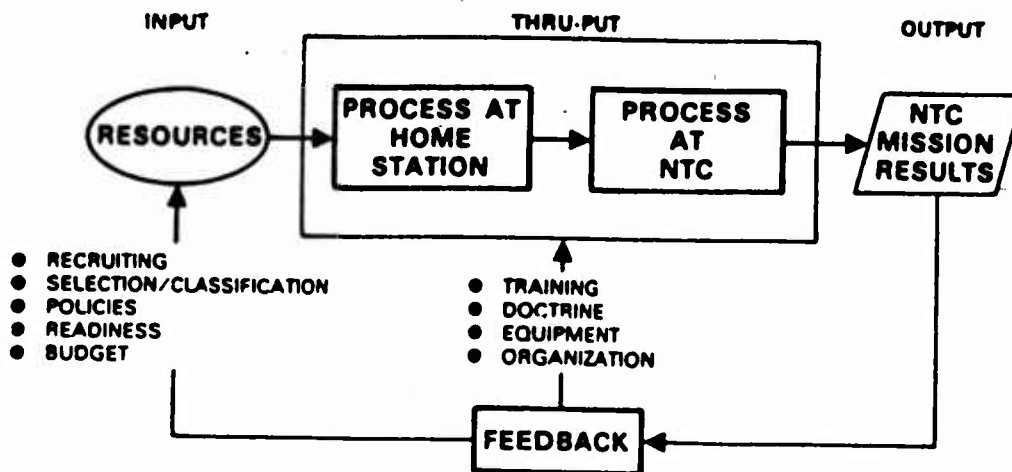 INPUT
THRU-PUT
OUTPUT
RESOURCES
PROCESS AT
HOME
STATION
PROCESS
AT
NTC
NTC
MISSION
RESULTS
● RECRUITING
● SELECTION/CLASSIFICATION
● POLICIES
● READINESS
● BUDGET
● TRAINING
● DOCTRINE
● EQUIPMENT
● ORGANIZATION
FEEDBACK